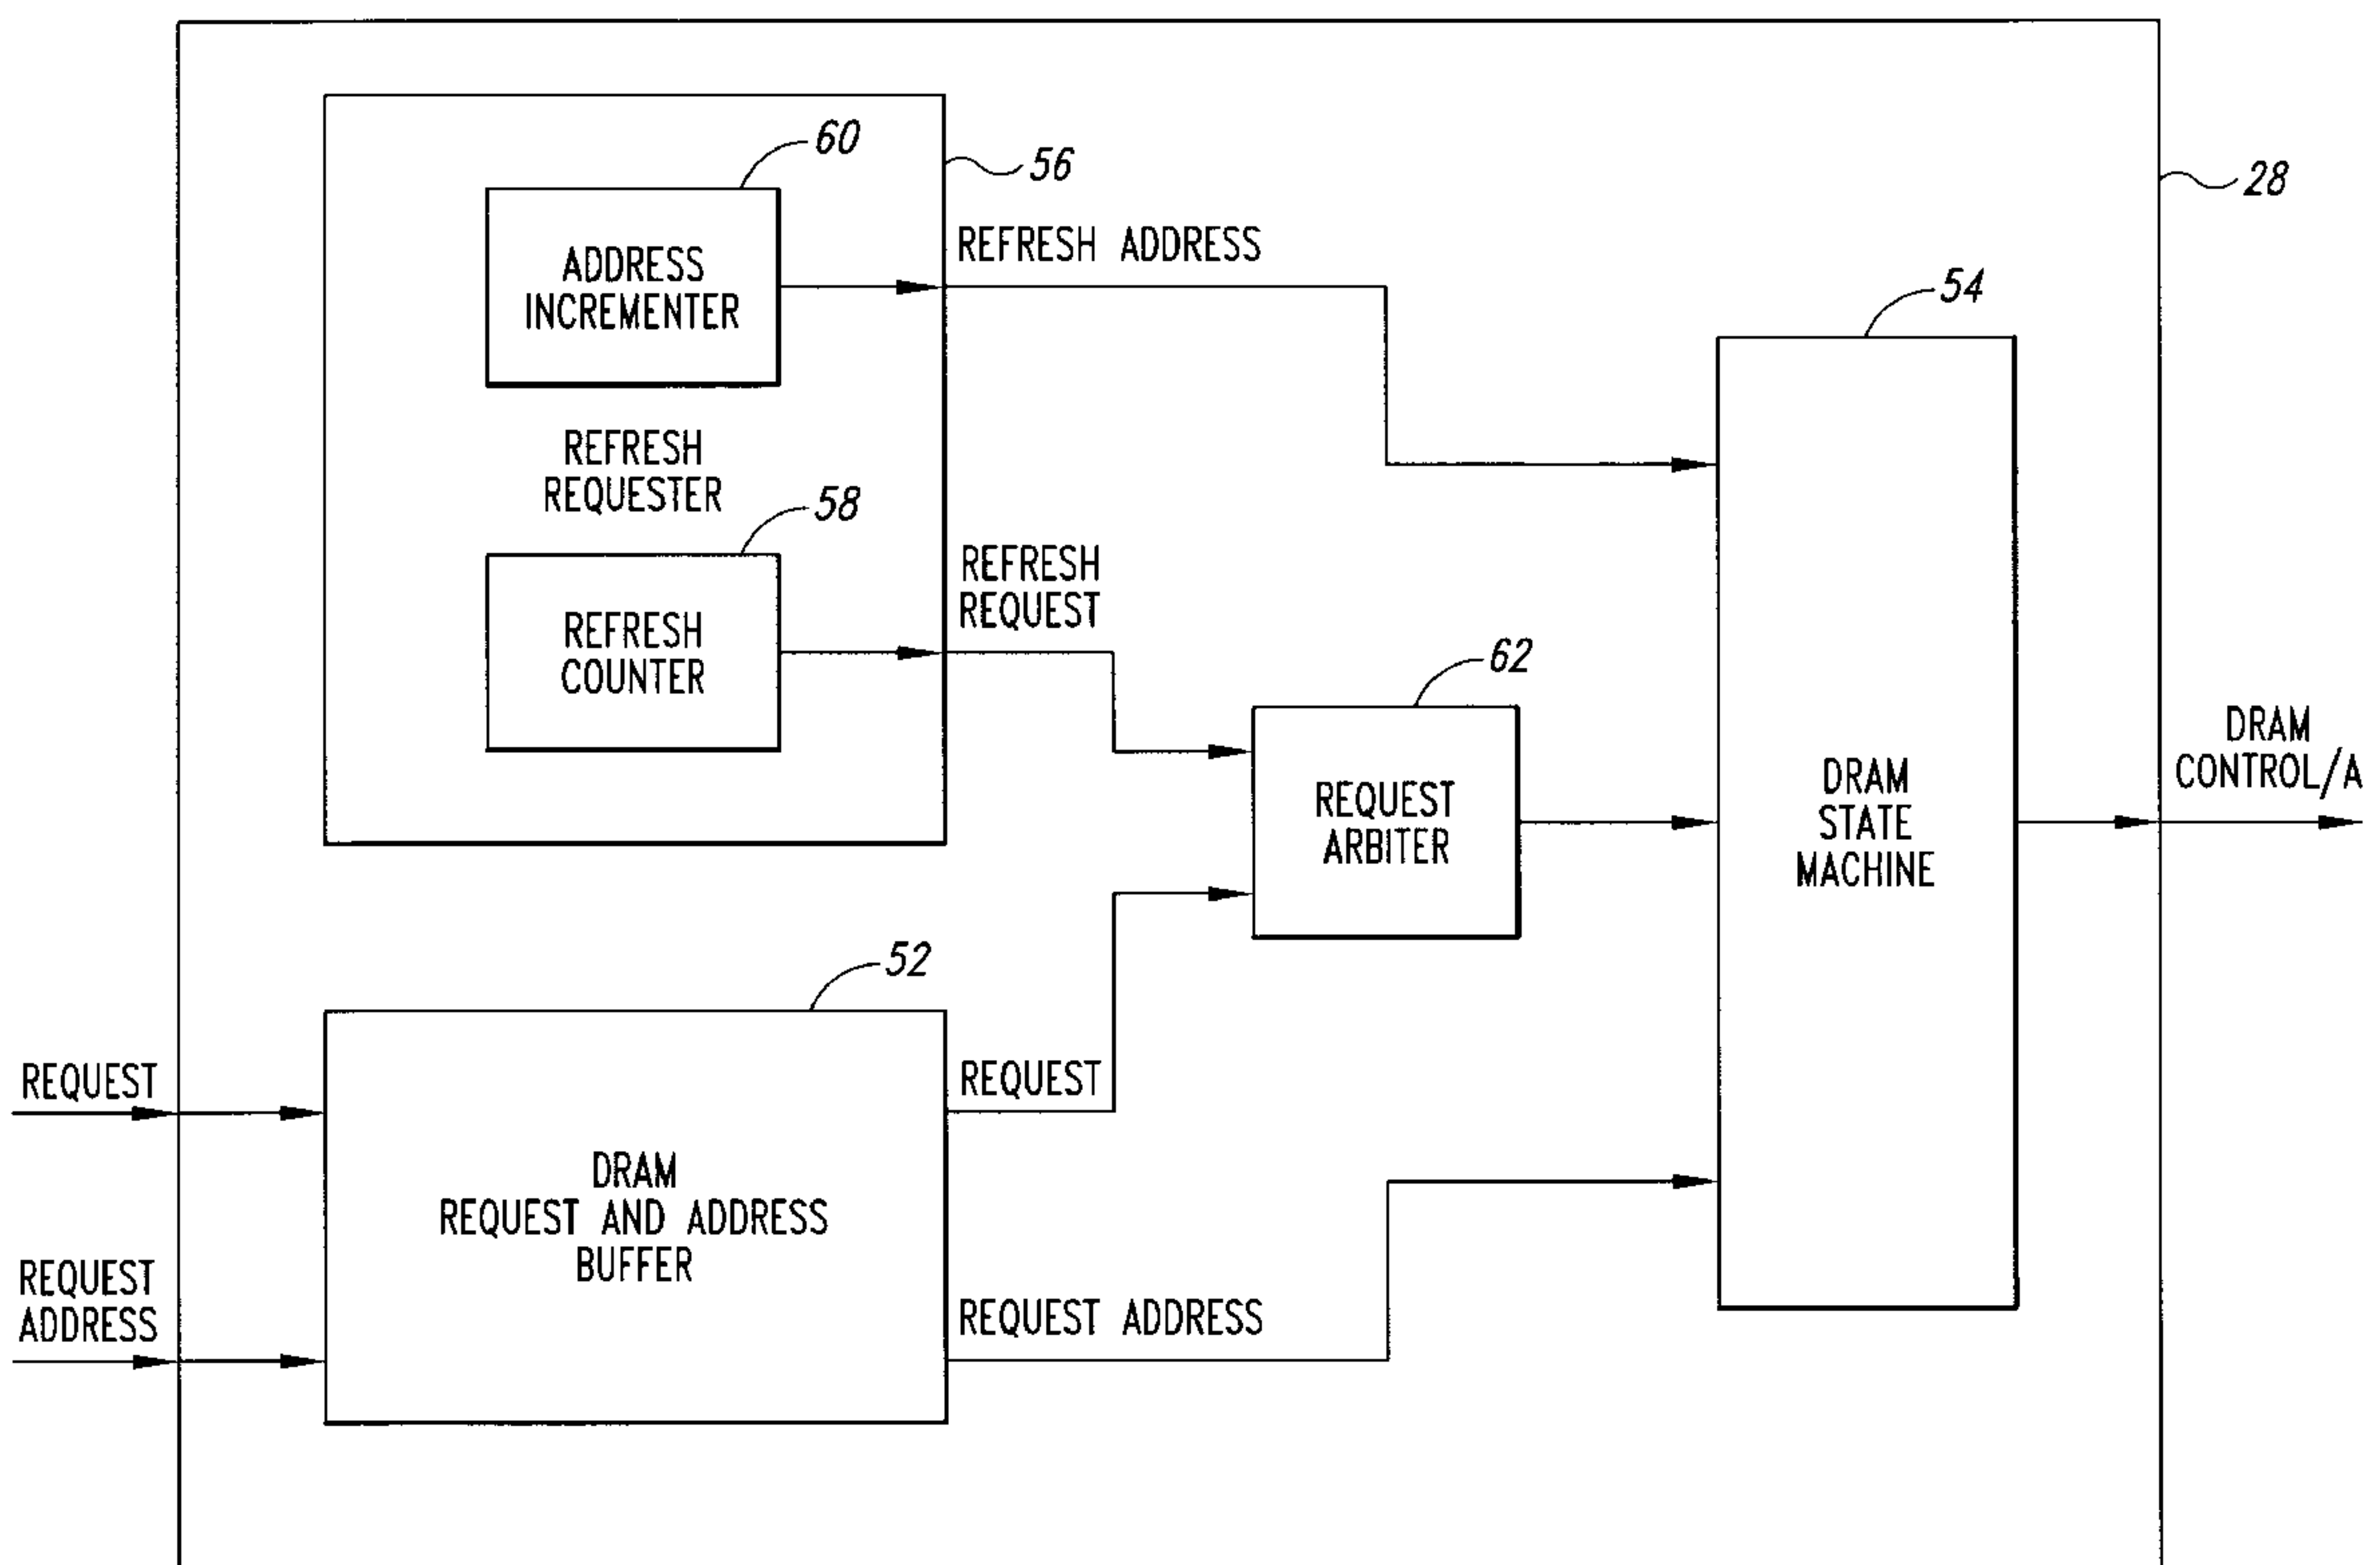 60
56
28
ADDRESS
INCREMENTER
REFRESH ADDRESS
54
REFRESH
REQUESTER
58
REFRESH
REQUEST
REFRESH
COUNTER
62
DRAM
CONTROL/A
REQUEST
ARBITER
DRAM
STATE
MACHINE
52
REQUEST
REQUEST
DRAM
REQUEST AND ADDRESS
BUFFER
REQUEST
ADDRESS
REQUEST ADDRESS